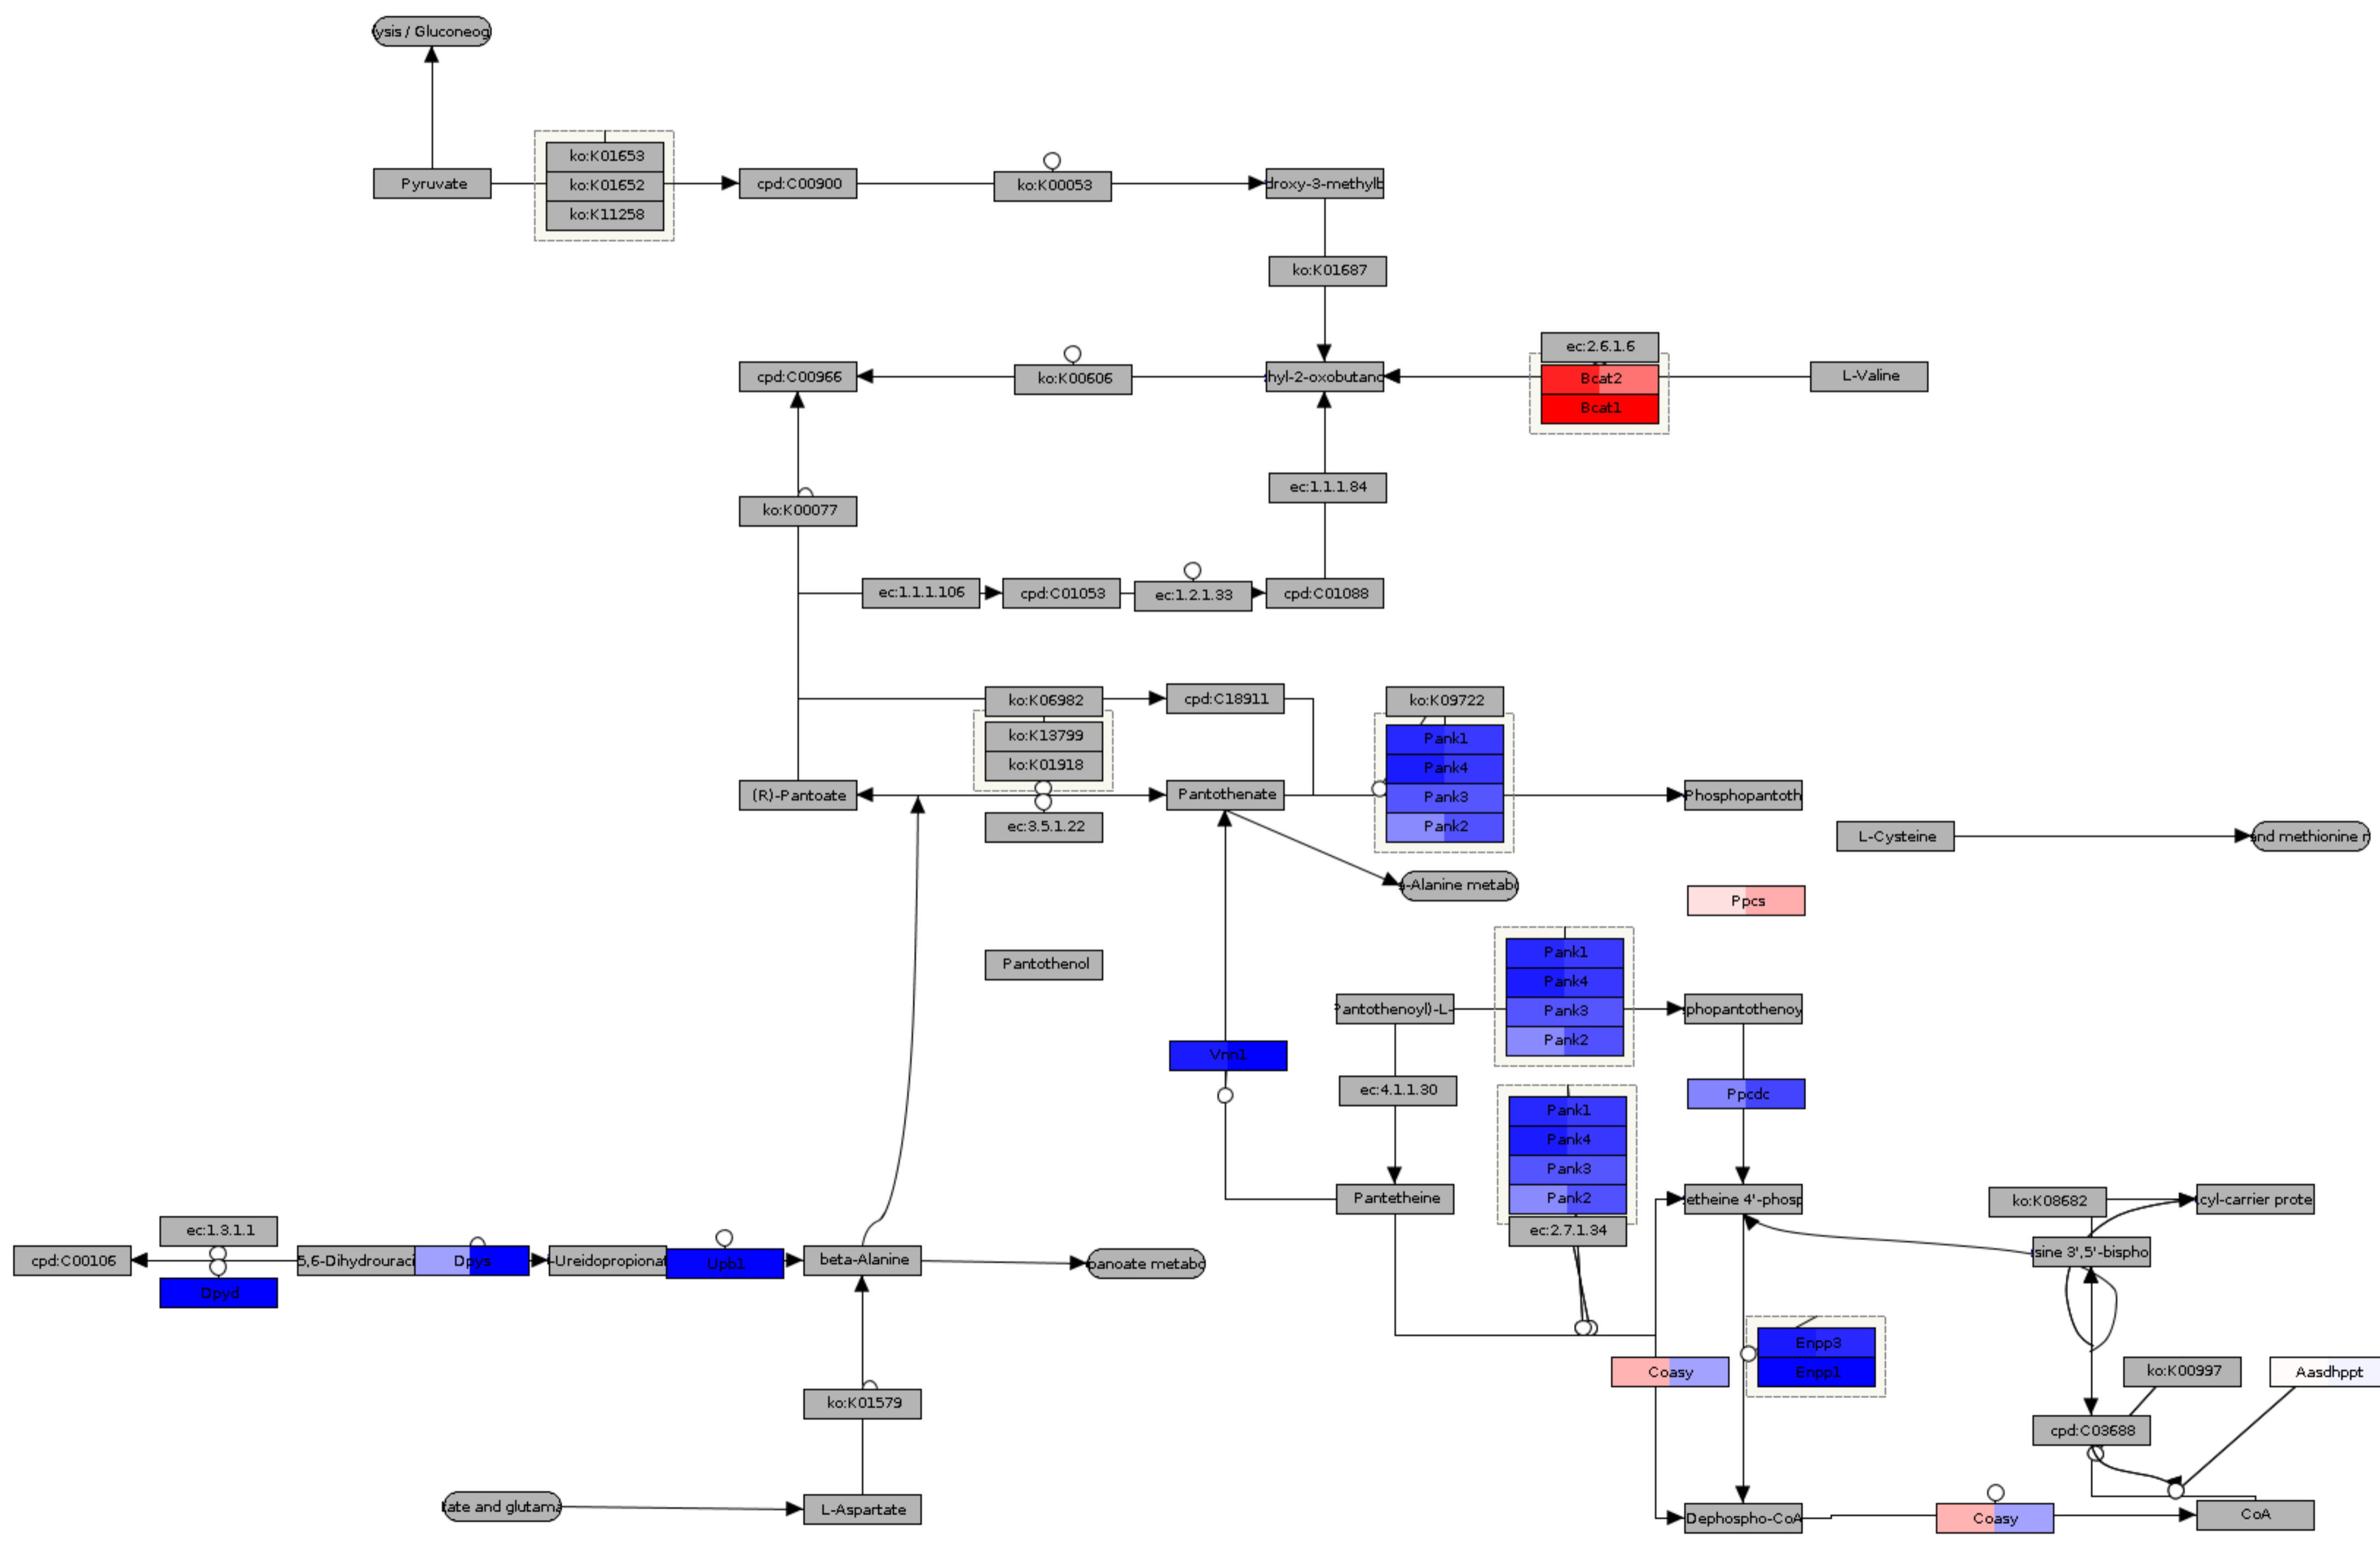 ysis / Gluconeog
ko:K01653
Pyruvate
ko:K01652
cpd:C00900
ko:K00053
droxy-3-methylb
ko:K11258
ko:K01687
ec:2.6.1.6
cpd:C00966
ko:K00606
hyl-2-oxobutano
Bcat2
L-Valine
Bcat1
ko:K00077
ec:1.1.1.84
ec:1.1.1.106
cpd:C01053
ec:1.2.1.33
cpd:C01088
ko:K06982
cpd:C18911
ko:K09722
ko:K13799
Pank1
ko:K01918
Pank4
(R)-Pantoate
Pantothenate
Pank3
Phosphopantoth
ec:3.5.1.22
Pank2
L-Cysteine
and methionine m
a-Alanine metabo
Ppcs
Pantothenol
Pank1
Pank4
Pantothenoyl)-L-
Pank3
phopantothenoy
Pank2
Vnn1
ec:4.1.1.30
Ppcdc
Pank1
Pank4
Pank3
Pantetheine
Pank2
etheine 4'-phosp
ko:K08682
cyl-carrier prote
ec:1.3.1.1
ec:2.7.1.34
sine 3',5'-bispho
cpd:C00106
5,6-Dihydrouraci
Dpys
-Ureidopropionat
Upb1
beta-Alanine
panoate metabo
Dpyd
Enpp3
Coasy
Enpp1
ko:K00997
Aasdhppt
ko:K01579
cpd:C03688
tate and glutama
L-Aspartate
Dephospho-CoA
Coasy
CoA